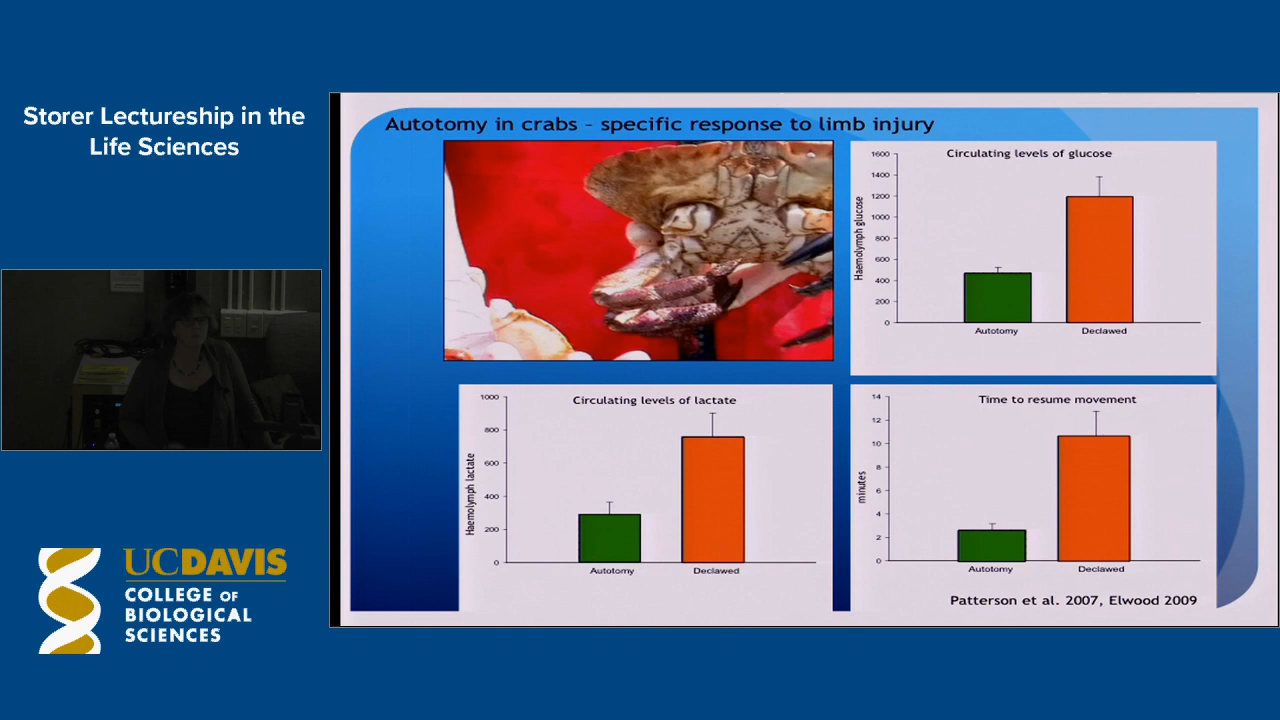 Storer Lectureship in the
Life Sciences
UCDAVIS
COLLEGE OF
BIOLOGICAL
SCIENCES
Autotomy in crabs - specific response to limb injury
Circulating levels of glucose
Haemolymph glucose
1600
1400
1200
1000
800
600
400
200
0
Autotomy Declawed
Circulating levels of lactate
Haemolymph lactate
1000
800
600
400
200
0
Autotomy Declawed
Time to resume movement
minutes
14
12
10
8
6
4
2
0
Autotomy Declawed
Patterson et al. 2007, Elwood 2009